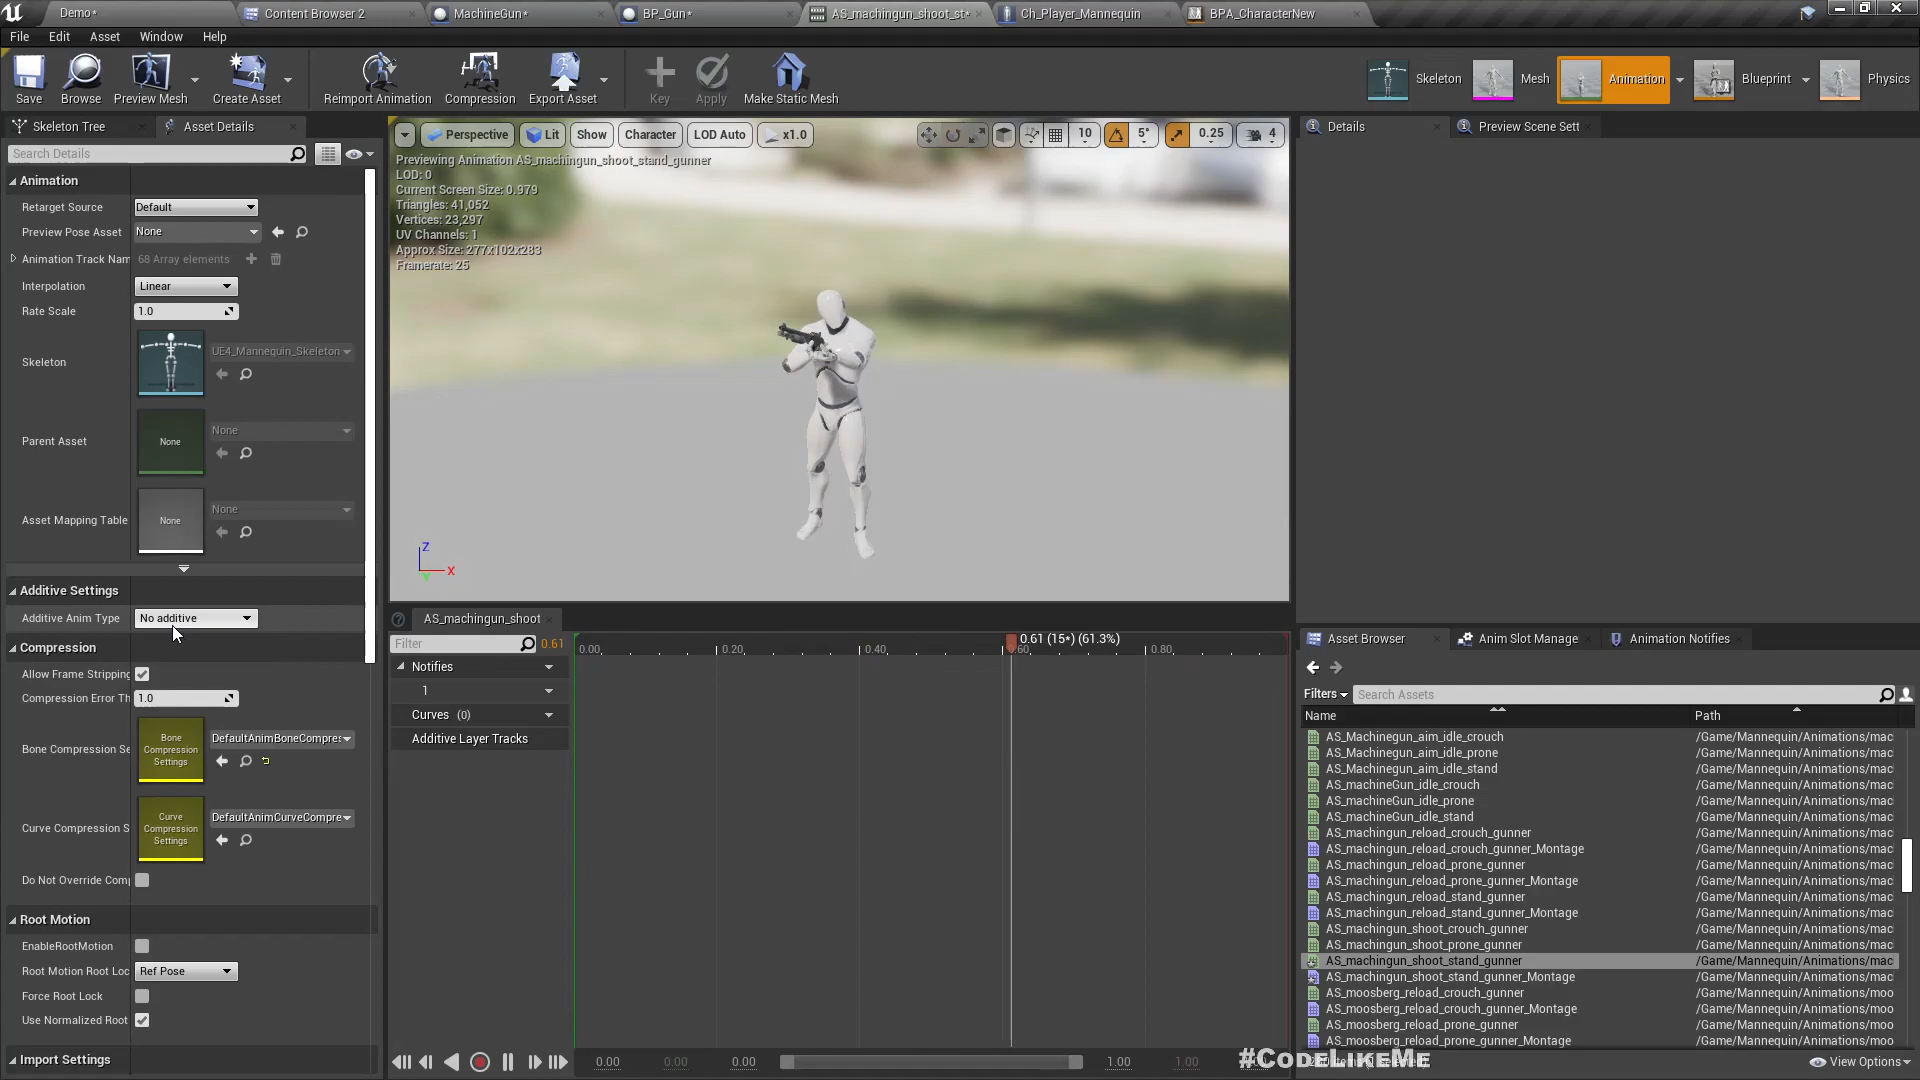 Demo*
Content Browser 2
MachineGun*
BP_Gun*
AS_machingun_shoot_st*
Ch_Player_Mannequin
BPA_CharacterNew
File Edit Asset Window Help
Save
Browse
Preview Mesh
Create Asset
Reimport Animation
Compression
Export Asset
Key
Apply
Make Static Mesh
Skeleton
Mesh
Animation
Blueprint
Physics
Skeleton Tree
Asset Details
Search Details
Animation
Retarget Source Default
Preview Pose Asset None
Animation Track Nam 68 Array elements
Interpolation Linear
Rate Scale 1.0
Skeleton UE4_Mannequin_Skeleton
Parent Asset None None
Asset Mapping Table None None
Additive Settings
Additive Anim Type No additive
Compression
Allow Frame Stripping
Compression Error Th 1.0
Bone Compression Se
Bone
Compression
Settings
DefaultAnimBoneCompres
Curve Compression S
Curve
Compression
Settings
DefaultAnimCurveCompre
Do Not Override Comp
Root Motion
EnableRootMotion
Root Motion Root Loc Ref Pose
Force Root Lock
Use Normalized Root
Import Settings
Perspective Lit Show Character LOD Auto x1.0
10 5° 0.25 4
Previewing Animation AS_machingun_shoot_stand_gunner
LOD: 0
Current Screen Size: 0.979
Triangles: 41,052
Vertices: 23,297
UV Channels: 1
Approx Size: 277x102x283
Framerate: 25
Z
X
Y
AS_machingun_shoot
Filter 0.61
0.61 (15*) (61.3%)
0.00 0.20 0.40 0.60 0.80
Notifies
1
Curves (0)
Additive Layer Tracks
0.00 0.00 0.00 1.00 1.00
Details
Preview Scene Sett
Asset Browser
Anim Slot Manage
Animation Notifies
Filters Search Assets
Name Path
AS_Machinegun_aim_idle_crouch /Game/Mannequin/Animations/mac
AS_Machinegun_aim_idle_prone /Game/Mannequin/Animations/mac
AS_Machinegun_aim_idle_stand /Game/Mannequin/Animations/mac
AS_machineGun_idle_crouch /Game/Mannequin/Animations/mac
AS_machineGun_idle_prone /Game/Mannequin/Animations/mac
AS_machineGun_idle_stand /Game/Mannequin/Animations/mac
AS_machingun_reload_crouch_gunner /Game/Mannequin/Animations/mac
AS_machingun_reload_crouch_gunner_Montage /Game/Mannequin/Animations/mac
AS_machingun_reload_prone_gunner /Game/Mannequin/Animations/mac
AS_machingun_reload_prone_gunner_Montage /Game/Mannequin/Animations/mac
AS_machingun_reload_stand_gunner /Game/Mannequin/Animations/mac
AS_machingun_reload_stand_gunner_Montage /Game/Mannequin/Animations/mac
AS_machingun_shoot_crouch_gunner /Game/Mannequin/Animations/mac
AS_machingun_shoot_prone_gunner /Game/Mannequin/Animations/mac
AS_machingun_shoot_stand_gunner /Game/Mannequin/Animations/mac
AS_machingun_shoot_stand_gunner_Montage /Game/Mannequin/Animations/mac
AS_moosberg_reload_crouch_gunner /Game/Mannequin/Animations/moo
AS_moosberg_reload_crouch_gunner_Montage /Game/Mannequin/Animations/moo
AS_moosberg_reload_prone_gunner /Game/Mannequin/Animations/moo
AS_moosberg_reload_prone_gunner_Montage /Game/Mannequin/Animations/moo
View Options
#CodeLikeMe